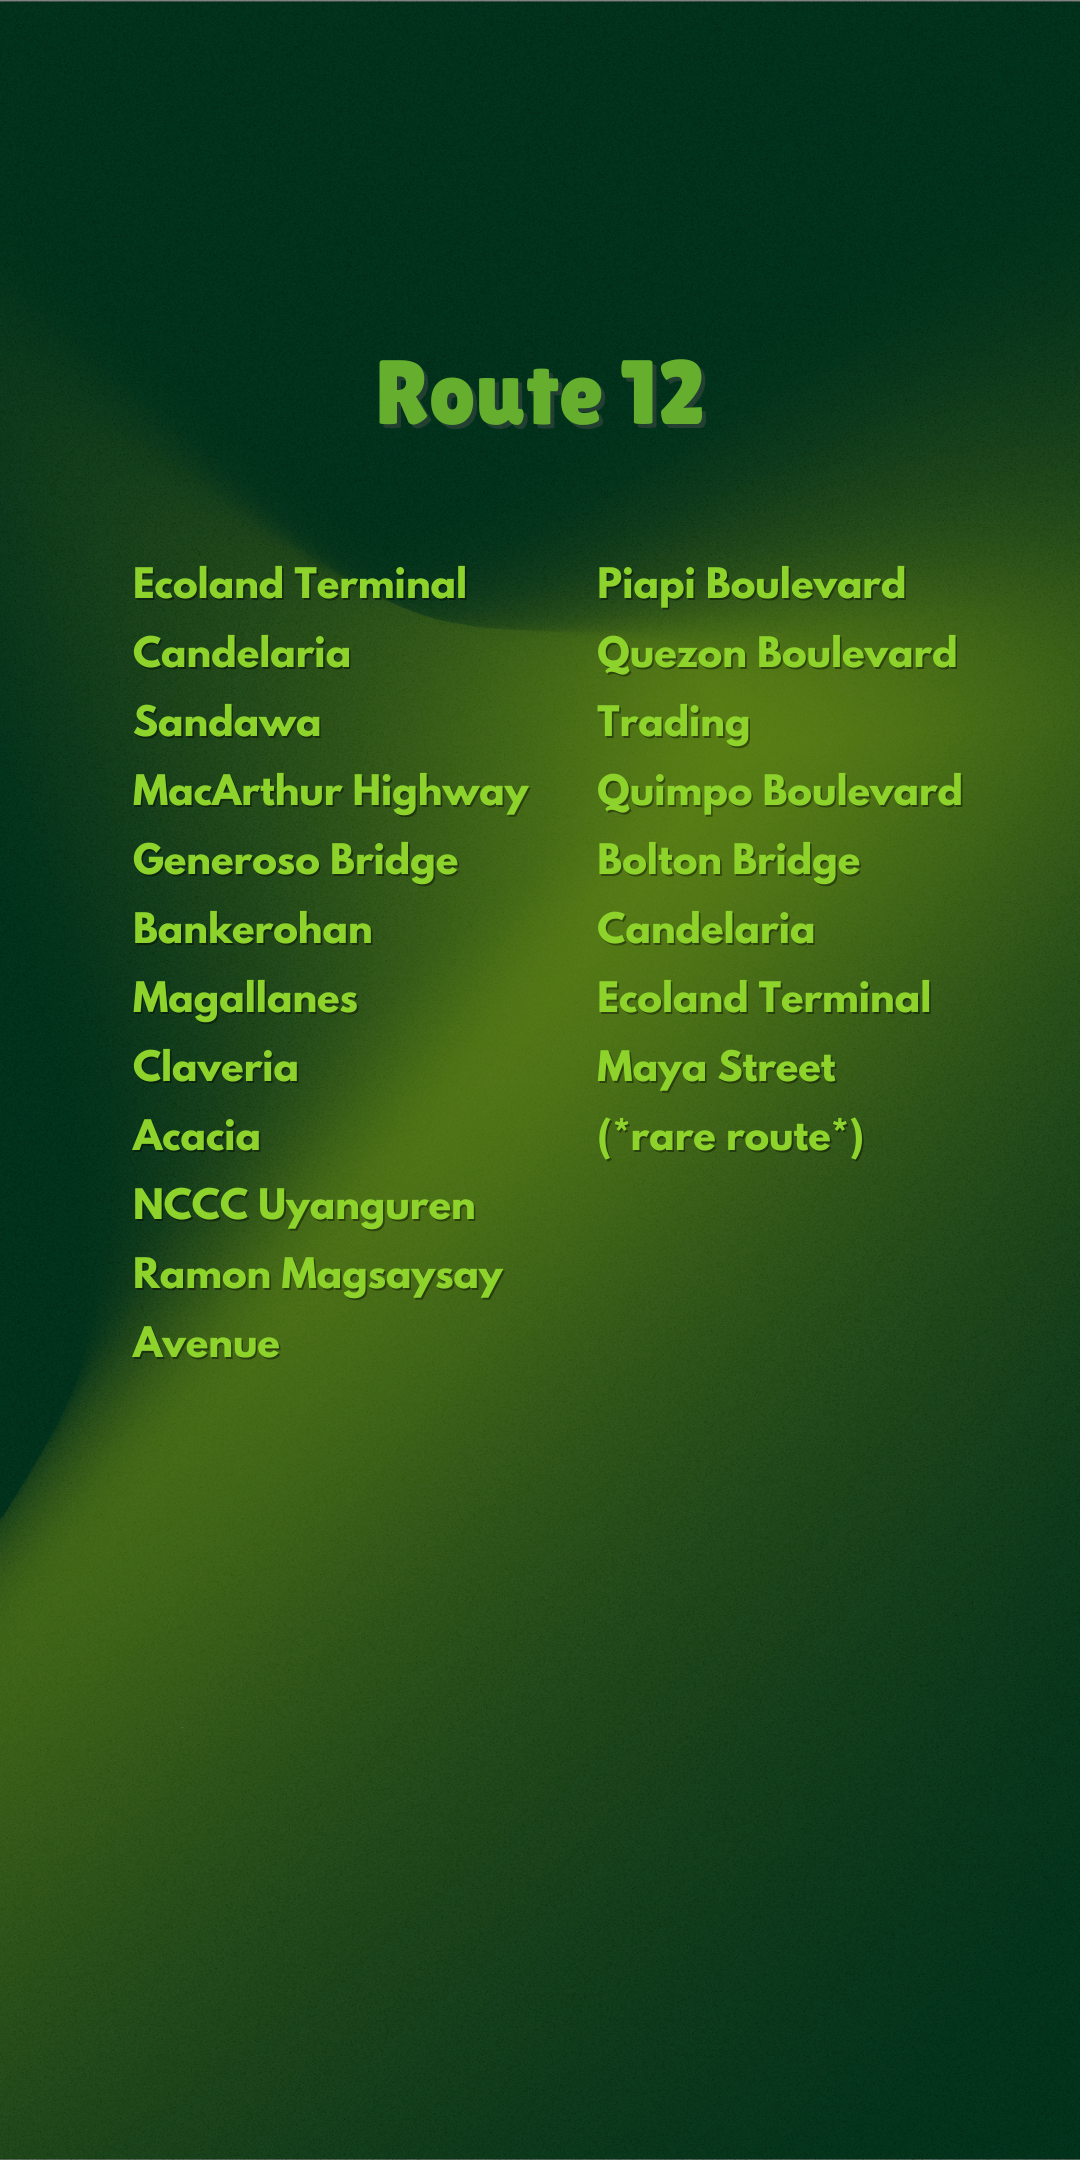 Route 12
Ecoland Terminal
Candelaria
Sandawa
MacArthur Highway
Generoso Bridge
Bankerohan
Magallanes
Claveria
Acacia
NCCC Uyanguren
Ramon Magsaysay
Avenue
Piapi Boulevard
Quezon Boulevard
Trading
Quimpo Boulevard
Bolton Bridge
Candelaria
Ecoland Terminal
Maya Street
(*rare route*)